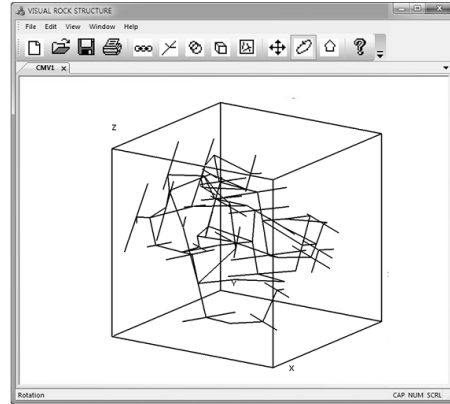 VISUAL ROCK STRUCTURE
File Edit View Window Help
CMV1 x
Z
Y
X
Rotation CAP NUM SCRL